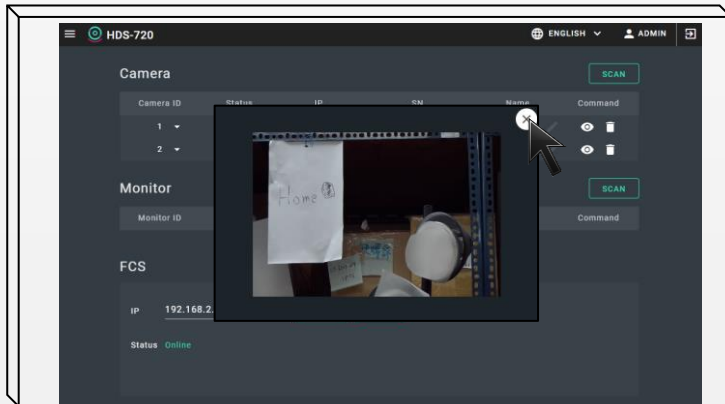 HDS-720
ENGLISH
ADMIN
Camera
SCAN
Camera ID
Status
IP
SN
Name
Command
1
2
Home
Monitor
SCAN
Monitor ID
Command
FCS
IP
192.168.2.
Status
Online